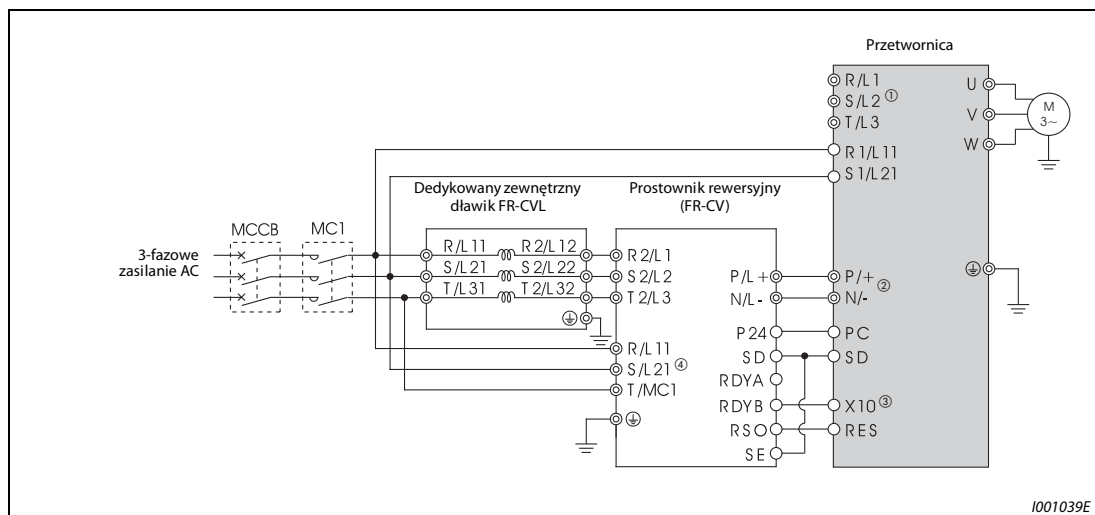 Przetwornica
R/L1
S/L2 ①
T/L3
R1/L11
S1/L21
U
V
W
M
3~
Dedykowany zewnętrzny
dławik FR-CVL
Prostownik rewersyjny
(FR-CV)
MCCB
MC1
3-fazowe
zasilanie AC
R/L11
R2/L12
S/L21
S2/L22
T/L31
T2/L32
R2/L1
S2/L2
T2/L3
P/L+
N/L-
P/+
②
N/-
P24
PC
SD
SD
RDYA
RDYB
X10 ③
RSO
RES
SE
R/L11
S/L21 ④
T/MC1
I001039E